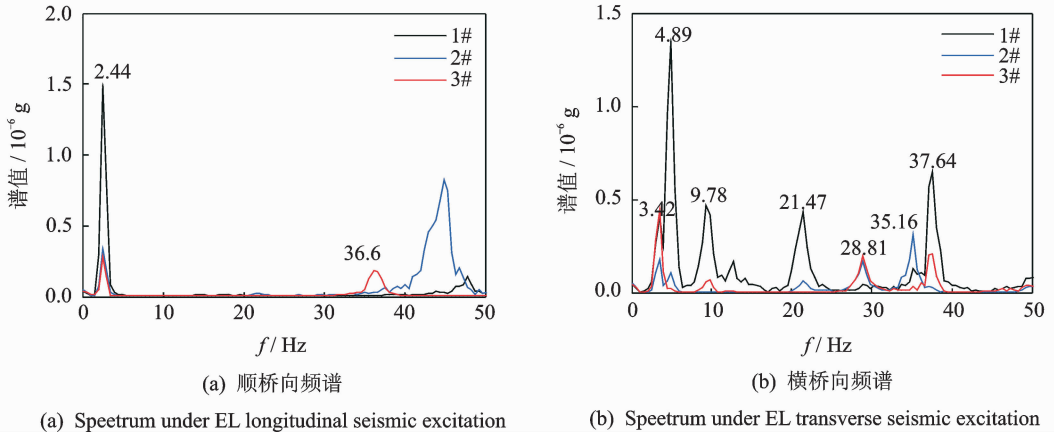 2.0
1.5
1.0
0.5
0.0
谱值 / 10⁻⁶ g
2.44
36.6
1#
2#
3#
0 10 20 30 40 50
f / Hz
(a) 顺桥向频谱
(a) Speetrum under EL longitudinal seismic excitation
1.5
1.0
0.5
0.0
谱值 / 10⁻⁶ g
4.89
3.42
9.78
21.47
28.81
35.16
37.64
1#
2#
3#
0 10 20 30 40 50
f / Hz
(b) 横桥向频谱
(b) Speetrum under EL transverse seismic excitation